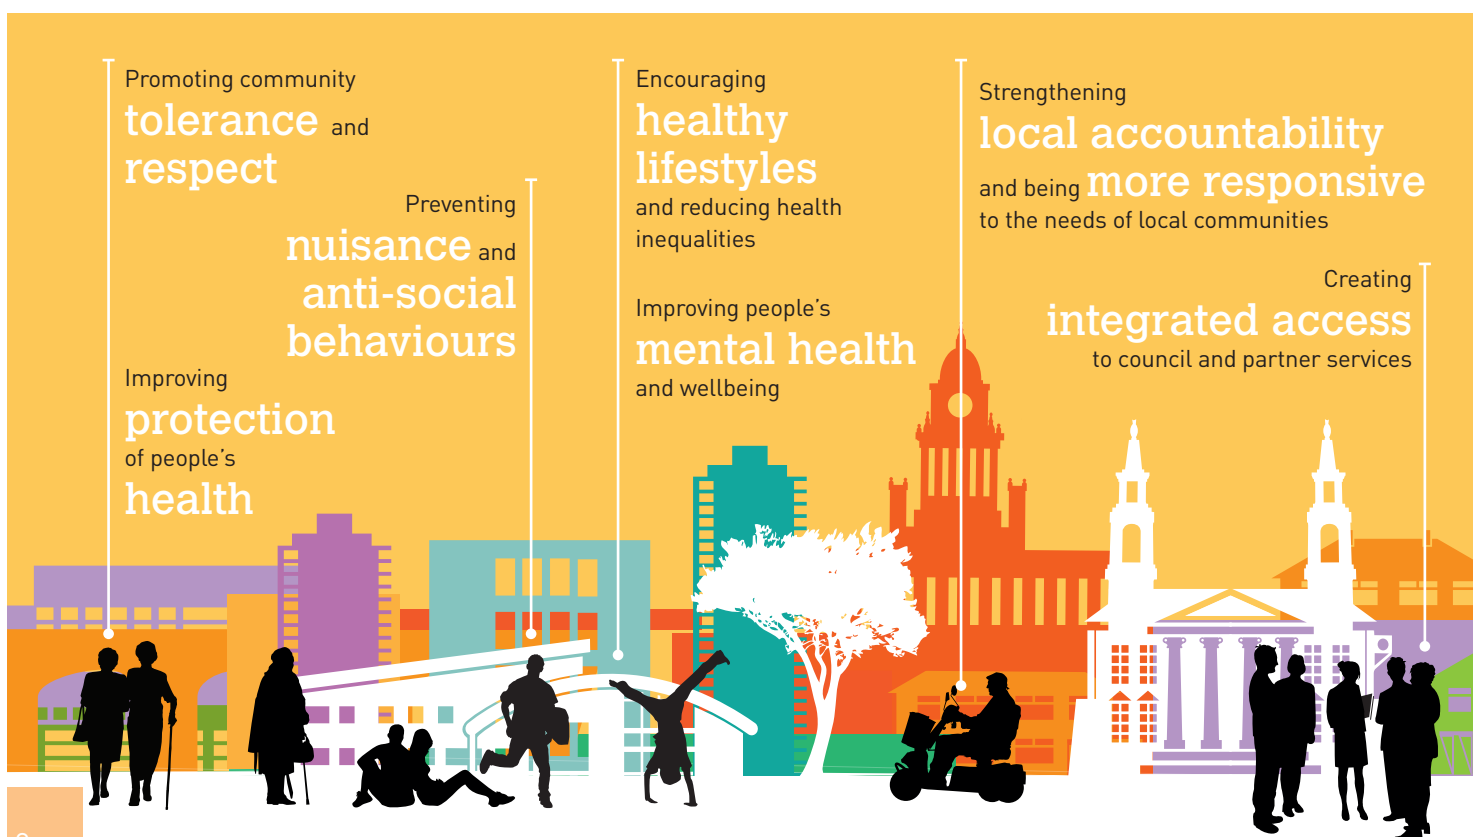 Promoting community
tolerance and
respect
Preventing
nuisance and
anti-social
behaviours
Improving
protection
of people's
health
Encouraging
healthy
lifestyles
and reducing health
inequalities
Improving people's
mental health
and wellbeing
Strengthening
local accountability
and being more responsive
to the needs of local communities
Creating
integrated access
to council and partner services